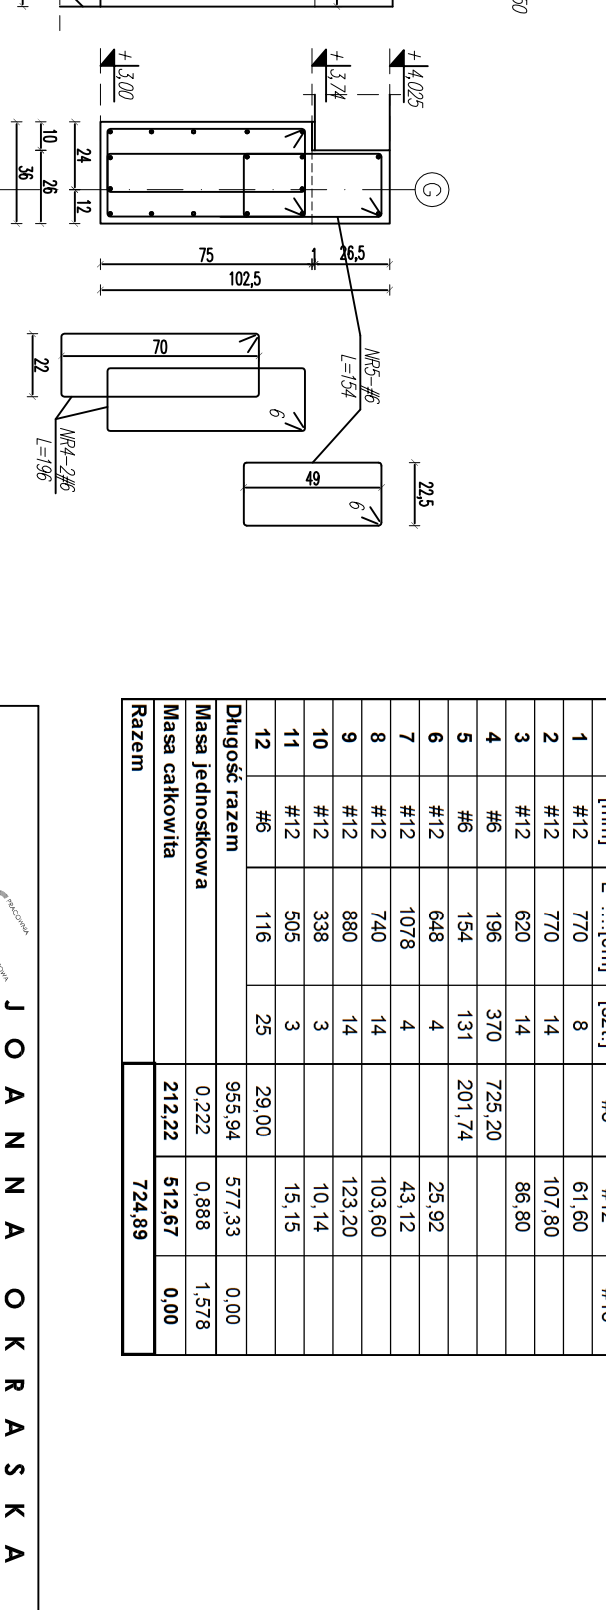 + 4,025
+ 3,74
+ 3,00
G
24
12
10
26
36
75
1
26,5
102,5
NR5-#6
L=154
70
22
6
NR4-2#6
L=196
49
22,5
6
1 #12 770 8 61,60
2 #12 770 14 107,80
3 #12 620 14 86,80
4 #6 196 370 725,20
5 #6 154 131 201,74
6 #12 648 4 25,92
7 #12 1078 4 43,12
8 #12 740 14 103,60
9 #12 880 14 123,20
10 #12 338 3 10,14
11 #12 505 3 15,15
12 #6 116 25 29,00
Długość razem 955,94 577,33 0,00
Masa jednostkowa 0,222 0,888 1,578
Masa całkowita 212,22 512,67 0,00
Razem 724,89
PRACOWNIA
JOANNA OKRASKA